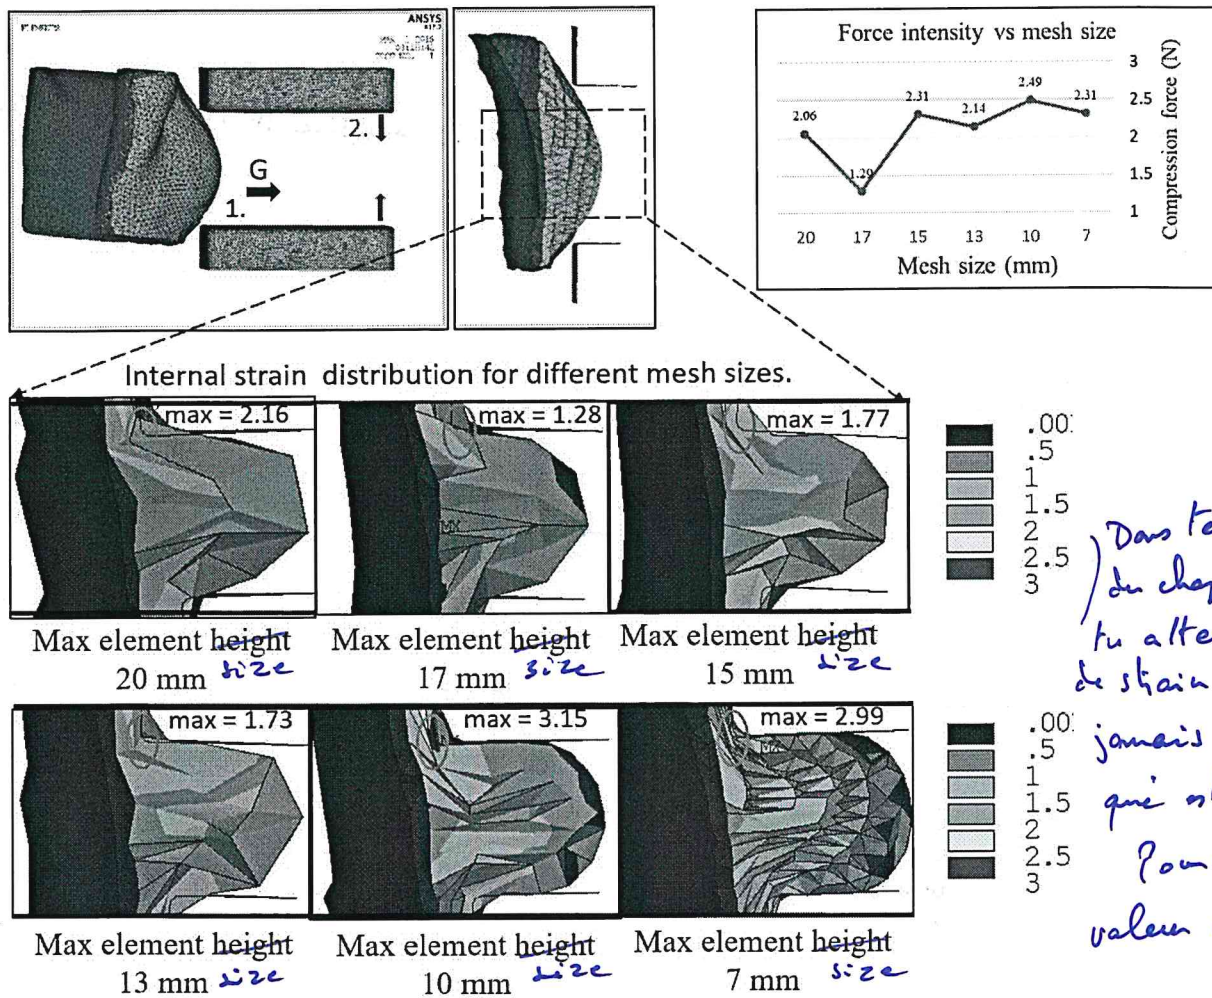 ANSYS
2.
G
1.
Force intensity vs mesh size
3
2.5
2
1.5
1
Compression force (N)
2.06
1.29
2.31
2.14
2.49
2.31
20 17 15 13 10 7
Mesh size (mm)
Internal strain distribution for different mesh sizes.
max = 2.16
max = 1.28
max = 1.77
MX
.00
.5
1
1.5
2
2.5
3
Max element height
20 mm size
Max element height
17 mm size
Max element height
15 mm size
max = 1.73
max = 3.15
max = 2.99
MX
.00
.5
1
1.5
2
2.5
3
Max element height
13 mm size
Max element height
10 mm size
Max element height
7 mm size
Dans
du
tu
de strain
jamais
valeur